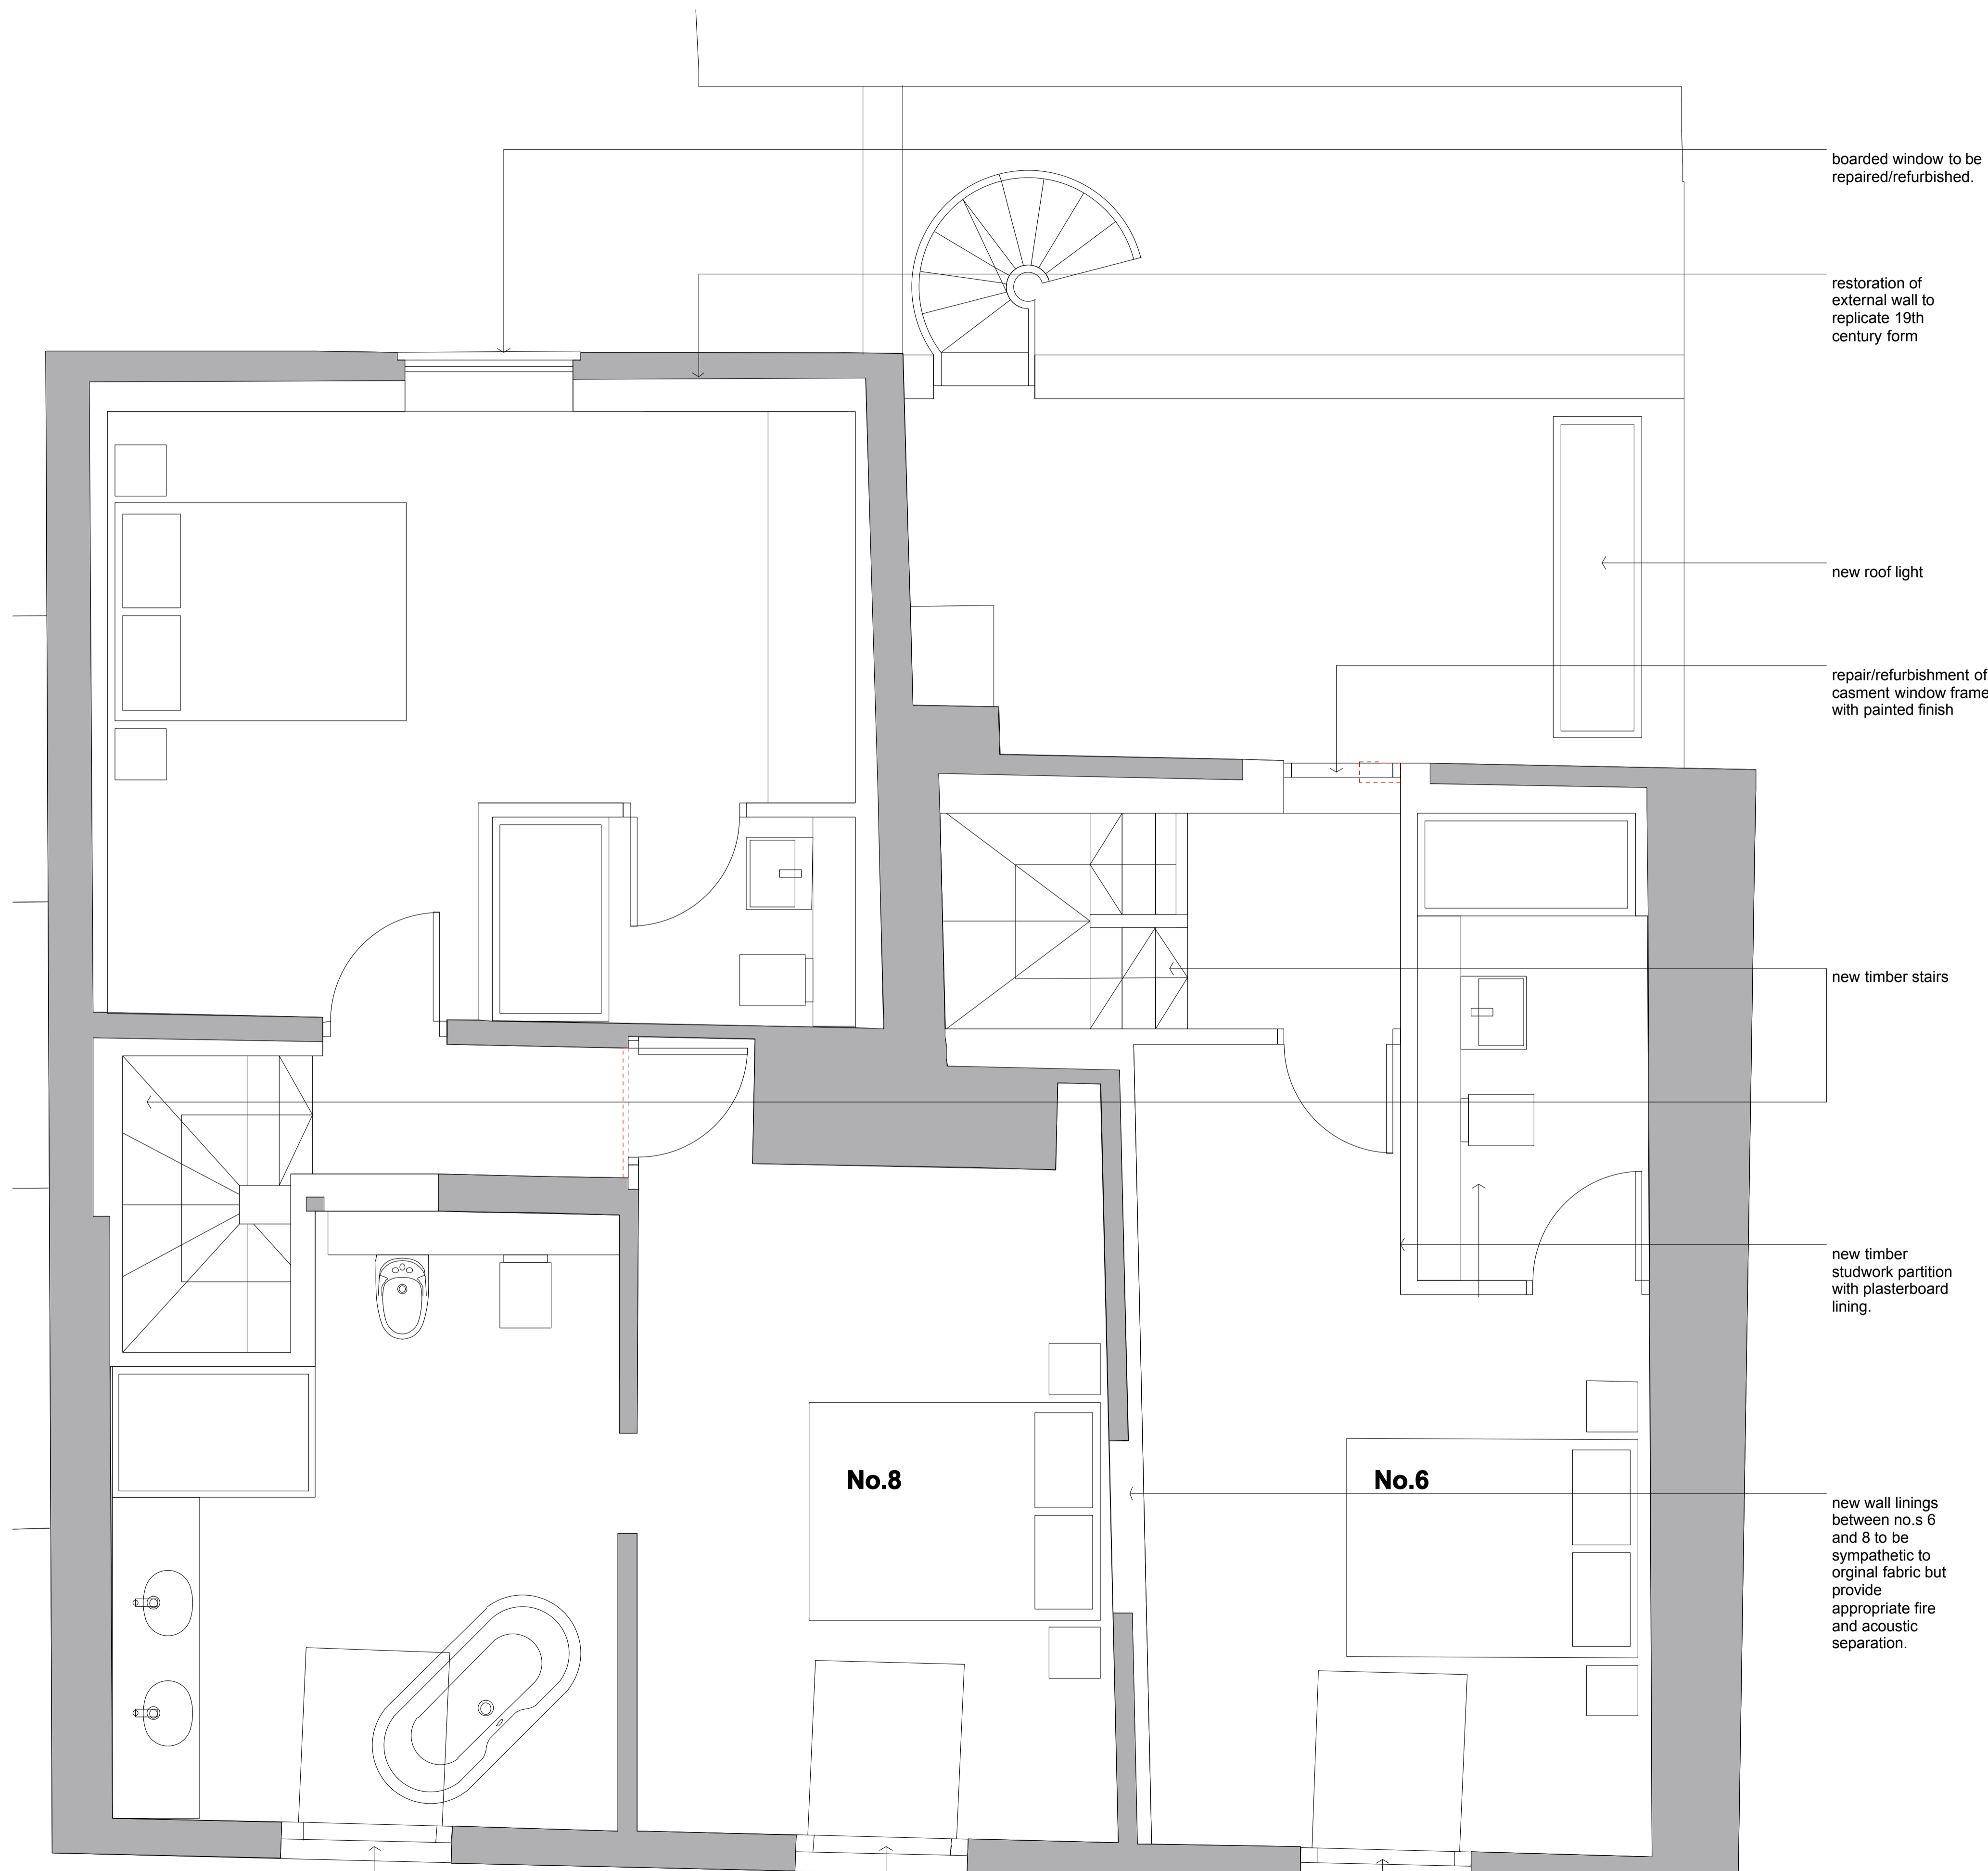 boarded window to be
repaired/refurbished.
restoration of
external wall to
replicate 19th
century form
new roof light
repair/refurbishment of
casment window frame
with painted finish
new timber stairs
new timber
studwork partition
with plasterboard
lining.
No.8
No.6
new wall linings
between no.s 6
and 8 to be
sympathetic to
orginal fabric but
provide
appropriate fire
and acoustic
separation.